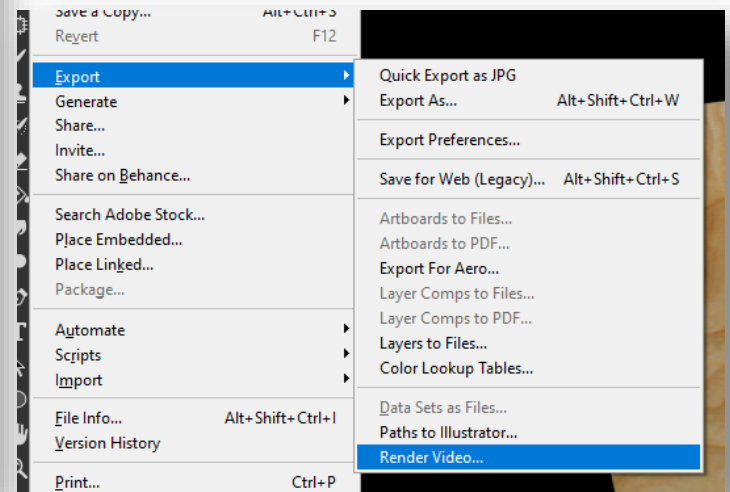 Save a Copy... Alt+Ctrl+S
Revert F12
Export
Generate
Share...
Invite...
Share on Behance...
Search Adobe Stock...
Place Embedded...
Place Linked...
Package...
Automate
Scripts
Import
File Info... Alt+Shift+Ctrl+I
Version History
Print... Ctrl+P
Quick Export as JPG
Export As... Alt+Shift+Ctrl+W
Export Preferences...
Save for Web (Legacy)... Alt+Shift+Ctrl+S
Artboards to Files...
Artboards to PDF...
Export For Aero...
Layer Comps to Files...
Layer Comps to PDF...
Layers to Files...
Color Lookup Tables...
Data Sets as Files...
Paths to Illustrator...
Render Video...